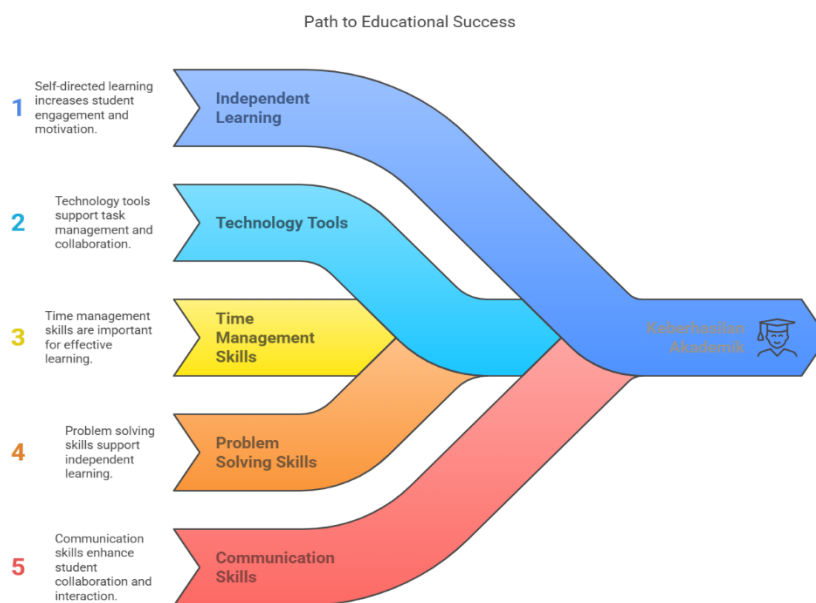 Path to Educational Success
1
Self-directed learning
increases student
engagement and
motivation.
Independent
Learning
2
Technology tools
support task
management and
collaboration.
Technology Tools
3
Time management
skills are important
for effective
learning.
Time
Management
Skills
Keberhasilan
Akademik
4
Problem solving
skills support
independent
learning.
Problem
Solving Skills
5
Communication
skills enhance
student
collaboration and
interaction.
Communication
Skills